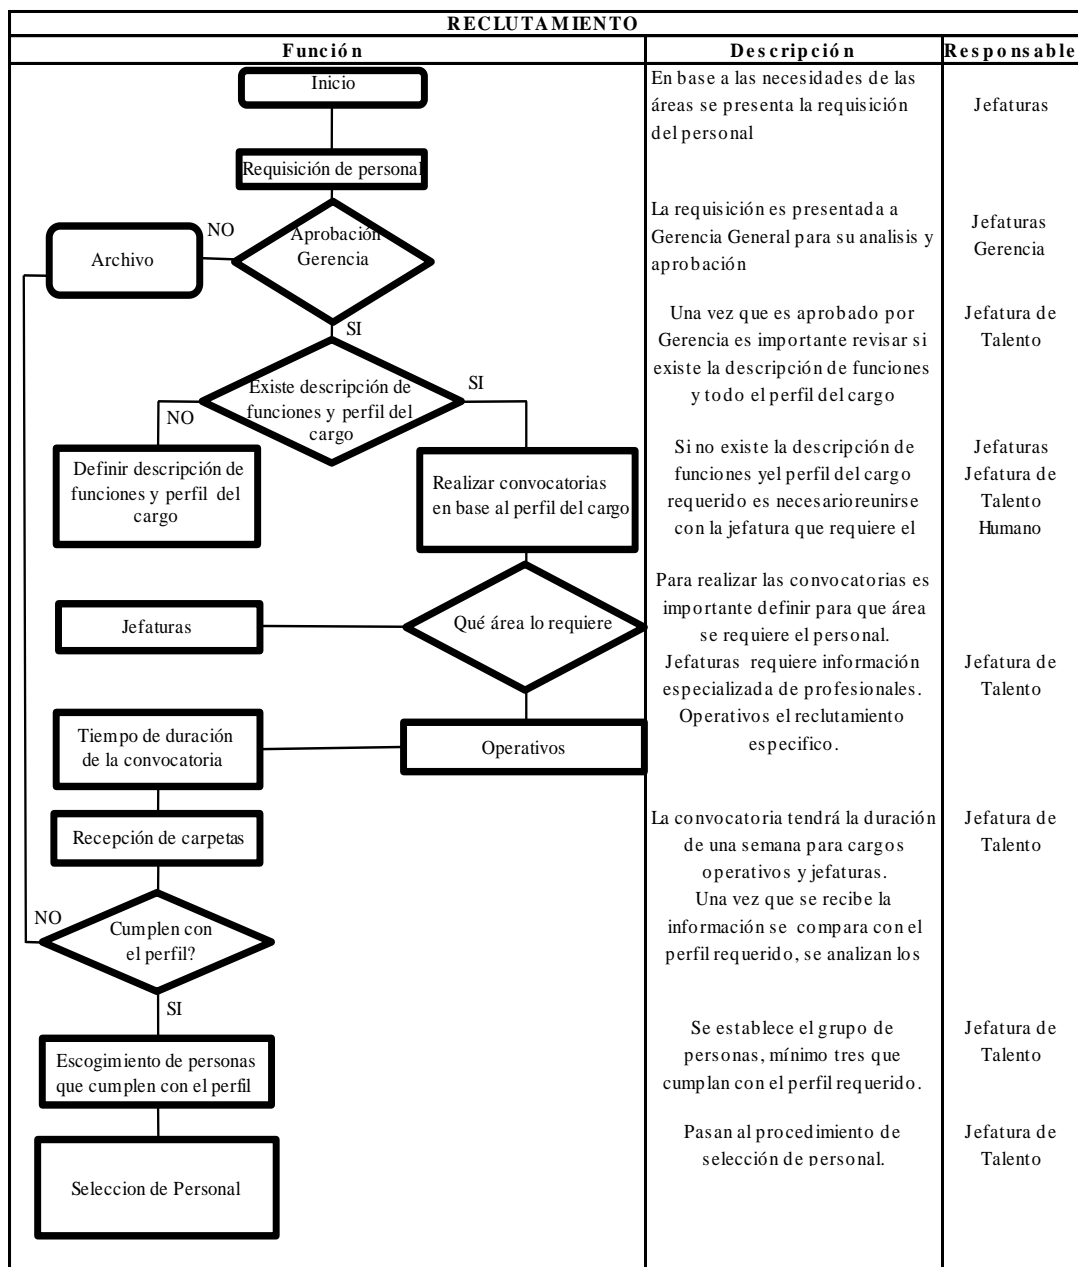 RECLUTAMIENTO
Función
Descripción
Responsable
Inicio
En base a las necesidades de las
áreas se presenta la requisición
del personal
Jefaturas
Requisición de personal
Aprobación
Gerencia
NO
Archivo
SI
La requisición es presentada a
Gerencia General para su analisis y
aprobación
Jefaturas
Gerencia
Existe descripción de
funciones y perfil del
cargo
NO
SI
Una vez que es aprobado por
Gerencia es importante revisar si
existe la descripción de funciones
y todo el perfil del cargo
Jefatura de
Talento
Definir descripción de
funciones y perfil del
cargo
Realizar convocatorias
en base al perfil del cargo
Si no existe la descripción de
funciones yel perfil del cargo
requerido es necesarioreunirse
con la jefatura que requiere el
Jefaturas
Jefatura de
Talento
Humano
Qué área lo requiere
Jefaturas
Operativos
Para realizar las convocatorias es
importante definir para que área
se requiere el personal.
Jefaturas requiere información
especializada de profesionales.
Operativos el reclutamiento
especifico.
Jefatura de
Talento
Tiempo de duración
de la convocatoria
Recepción de carpetas
Cumplen con
el perfil?
NO
SI
La convocatoria tendrá la duración
de una semana para cargos
operativos y jefaturas.
Una vez que se recibe la
información se compara con el
perfil requerido, se analizan los
Jefatura de
Talento
Escogimiento de personas
que cumplen con el perfil
Se establece el grupo de
personas, mínimo tres que
cumplan con el perfil requerido.
Jefatura de
Talento
Seleccion de Personal
Pasan al procedimiento de
selección de personal.
Jefatura de
Talento